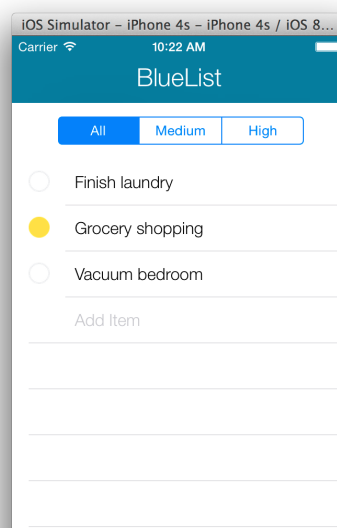 iOS Simulator – iPhone 4s – iPhone 4s / iOS 8...
Carrier 10:22 AM
BlueList
All Medium High
Finish laundry
Grocery shopping
Vacuum bedroom
Add Item